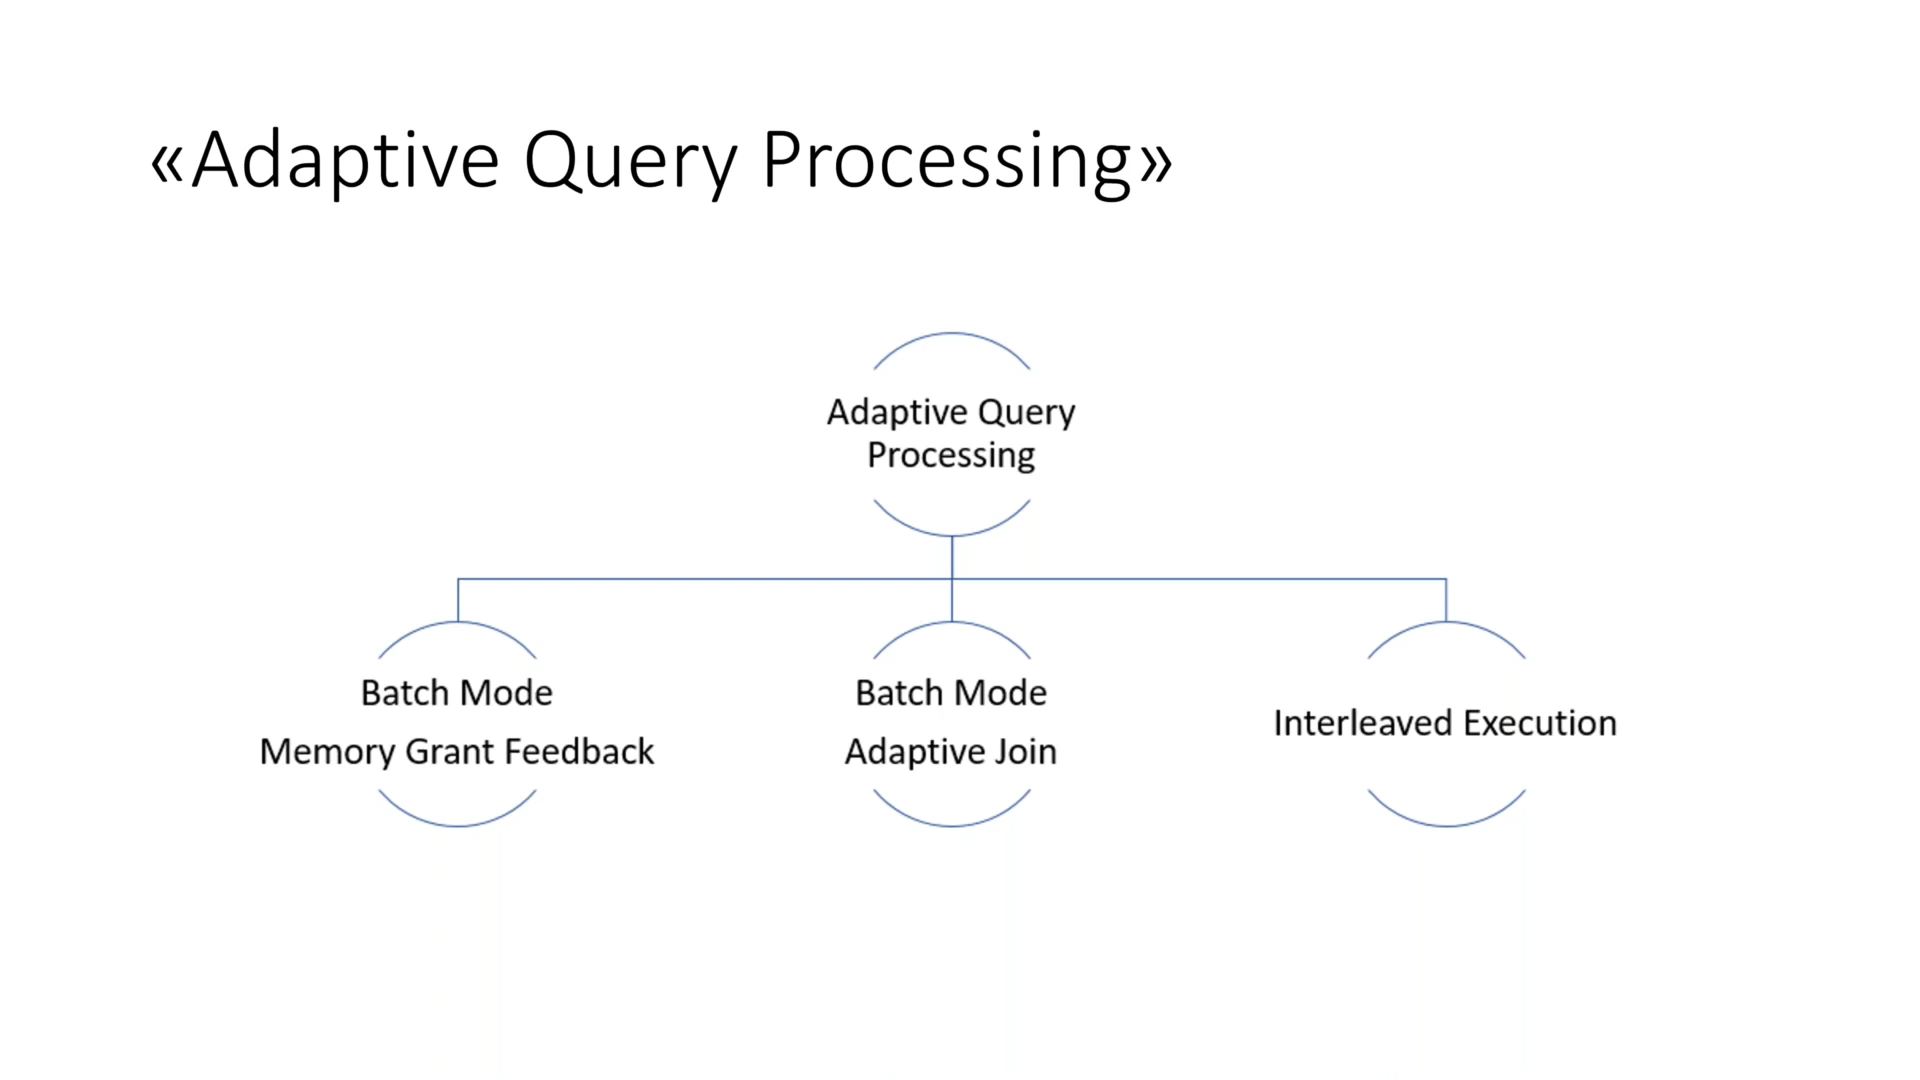 «Adaptive Query Processing»
Adaptive Query
Processing
Batch Mode
Memory Grant Feedback
Batch Mode
Adaptive Join
Interleaved Execution